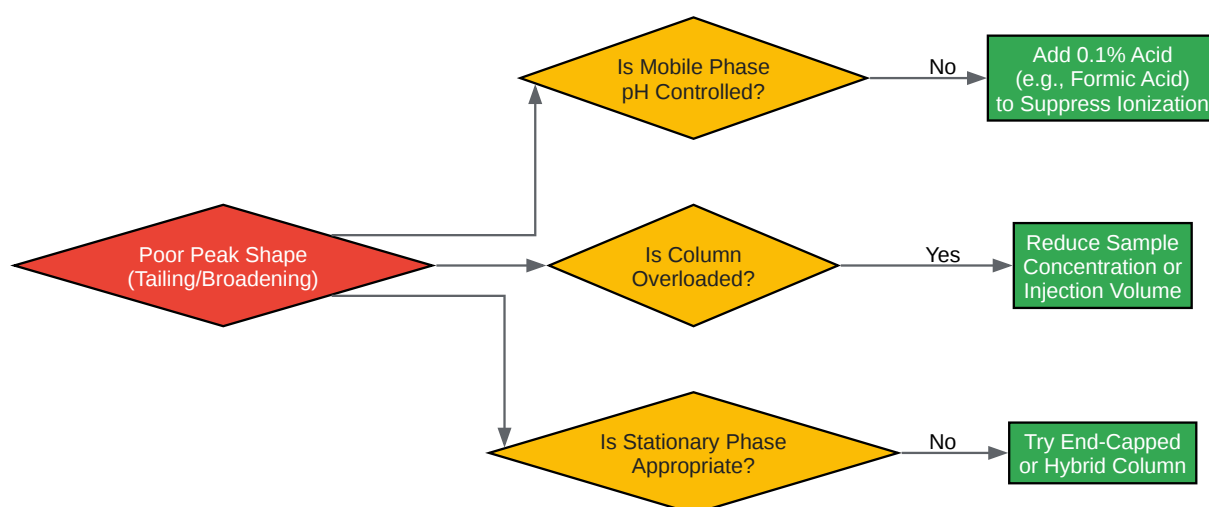 Is Mobile Phase
pH Controlled?
No
Add 0.1% Acid
(e.g., Formic Acid)
to Suppress Ionization
Poor Peak Shape
(Tailing/Broadening)
Is Column
Overloaded?
Yes
Reduce Sample
Concentration or
Injection Volume
Is Stationary Phase
Appropriate?
No
Try End-Capped
or Hybrid Column